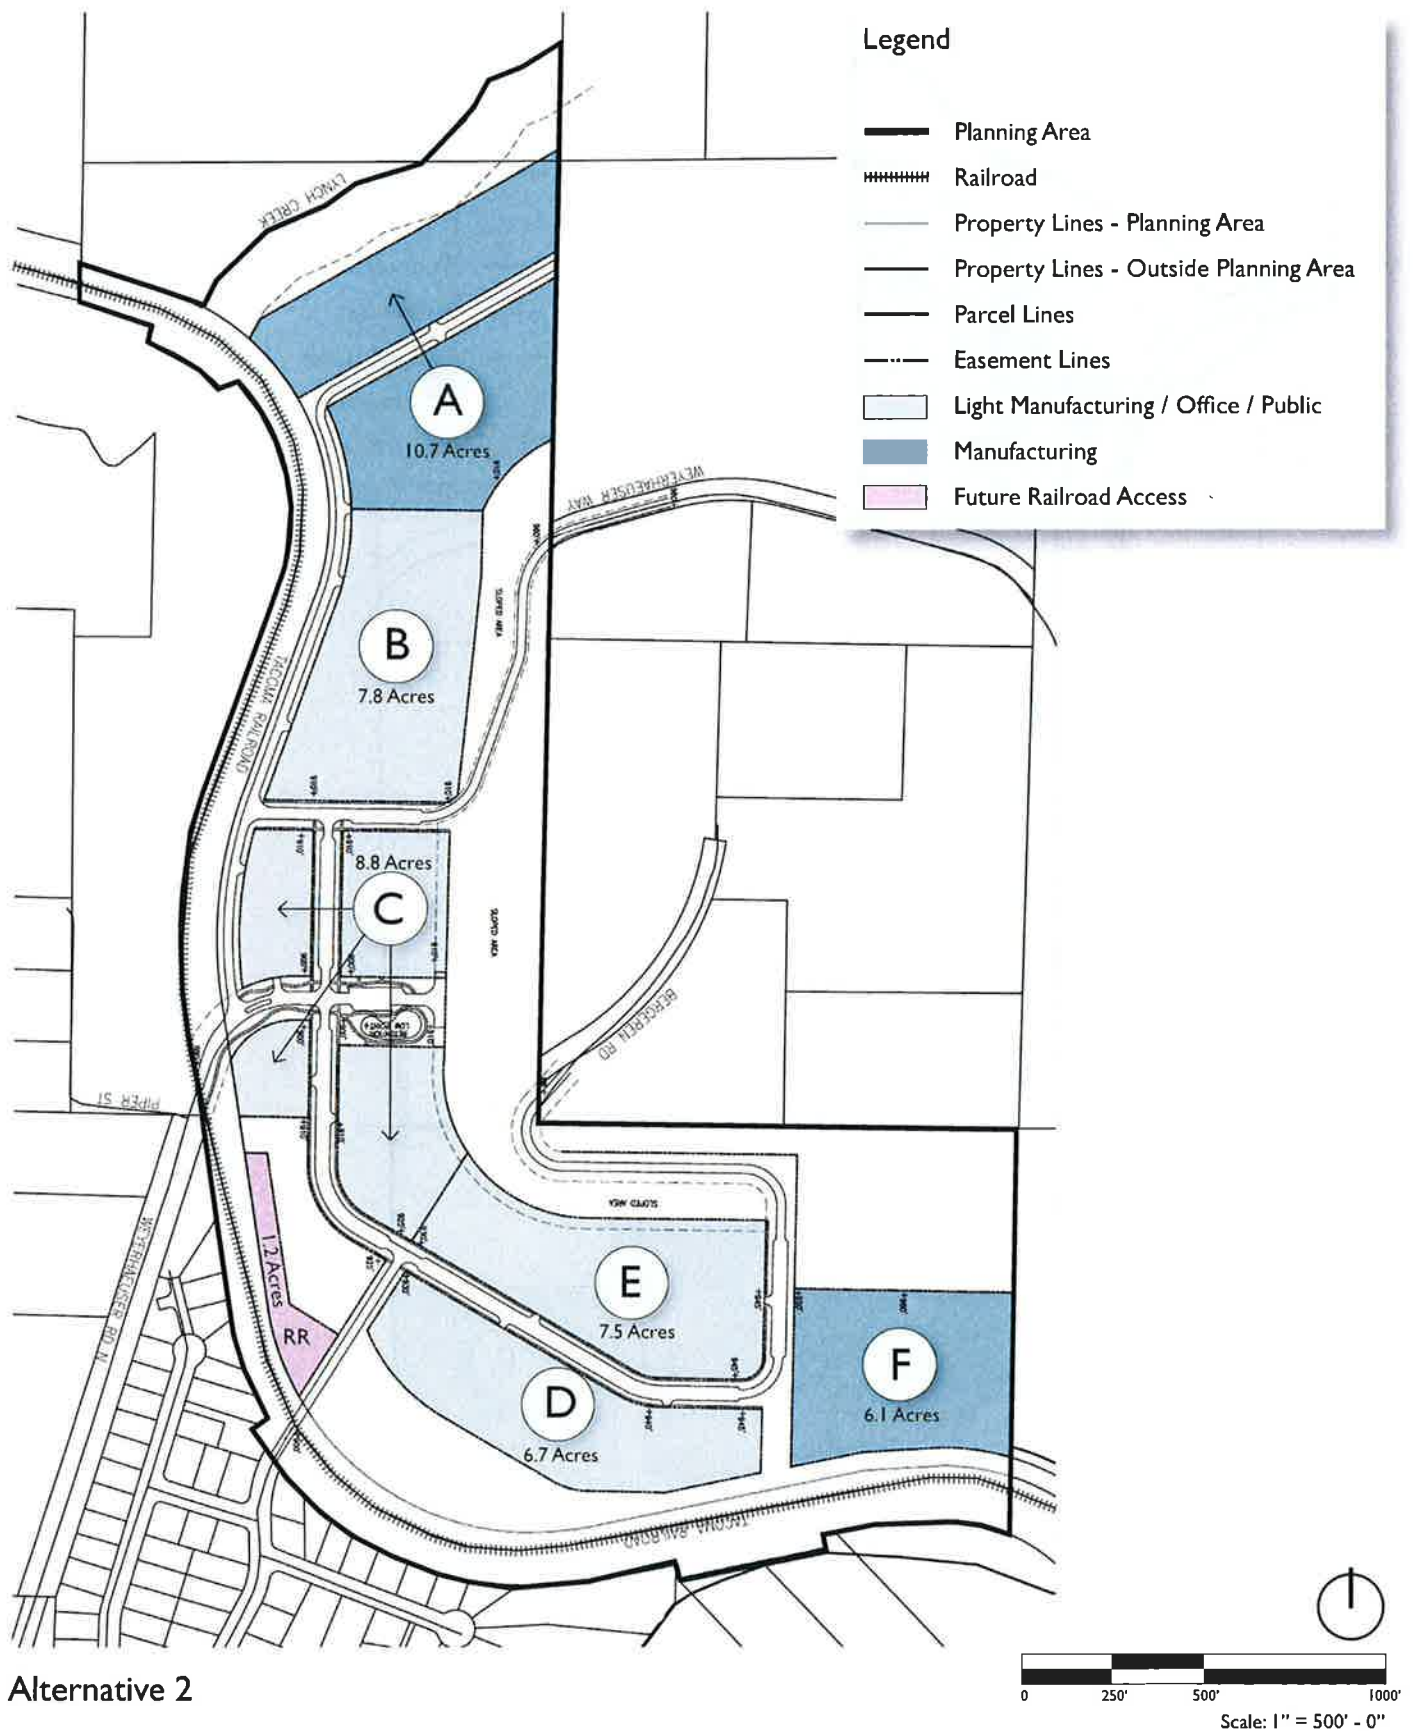 Legend
Planning Area
Railroad
Property Lines - Planning Area
Property Lines - Outside Planning Area
Parcel Lines
Easement Lines
Light Manufacturing / Office / Public
Manufacturing
Future Railroad Access
LYNCH CREEK
A
10.7 Acres
WEYERHAEUSER WAY
SLOPED AREA
B
7.8 Acres
TACOMA RAILROAD
8.8 Acres
C
SLOPED AREA
BERGEREN RD
PIPER ST
SLOPED AREA
WEYERHAEUSER RD N
1.2 Acres
RR
E
7.5 Acres
F
6.1 Acres
D
6.7 Acres
TACOMA RAILROAD
Alternative 2
0 250' 500' 1000'
Scale: 1" = 500' - 0"